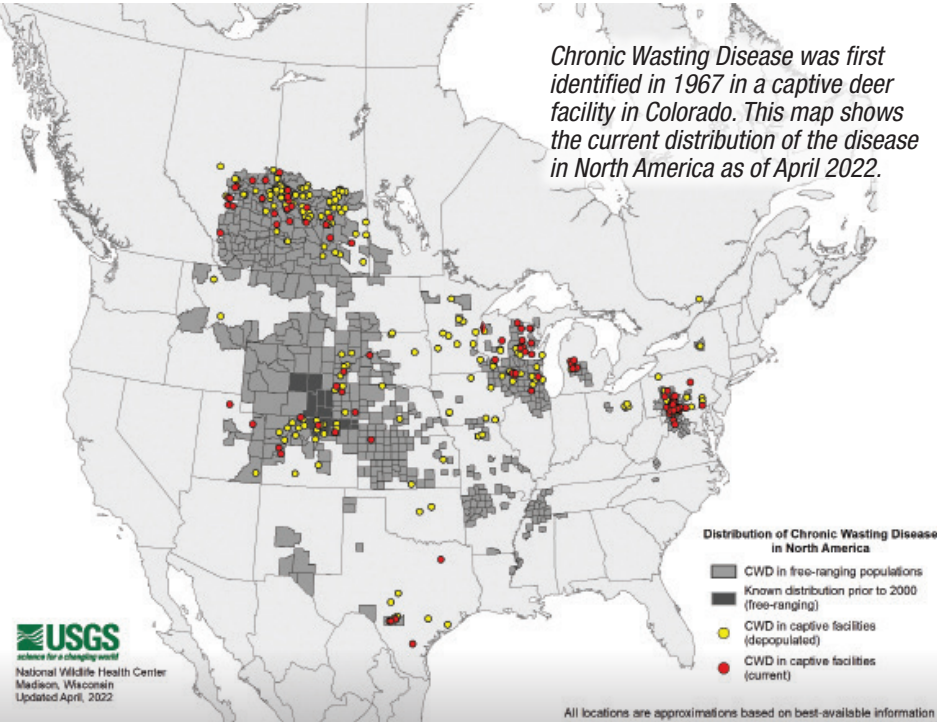 Chronic Wasting Disease was first
identified in 1967 in a captive deer
facility in Colorado. This map shows
the current distribution of the disease
in North America as of April 2022.
Distribution of Chronic Wasting Disease
in North America
CWD in free-ranging populations
Known distribution prior to 2000
(free-ranging)
CWD in captive facilities
(depopulated)
CWD in captive facilities
(current)
USGS
science for a changing world
National Wildlife Health Center
Madison, Wisconsin
Updated April, 2022
All locations are approximations based on best-available information